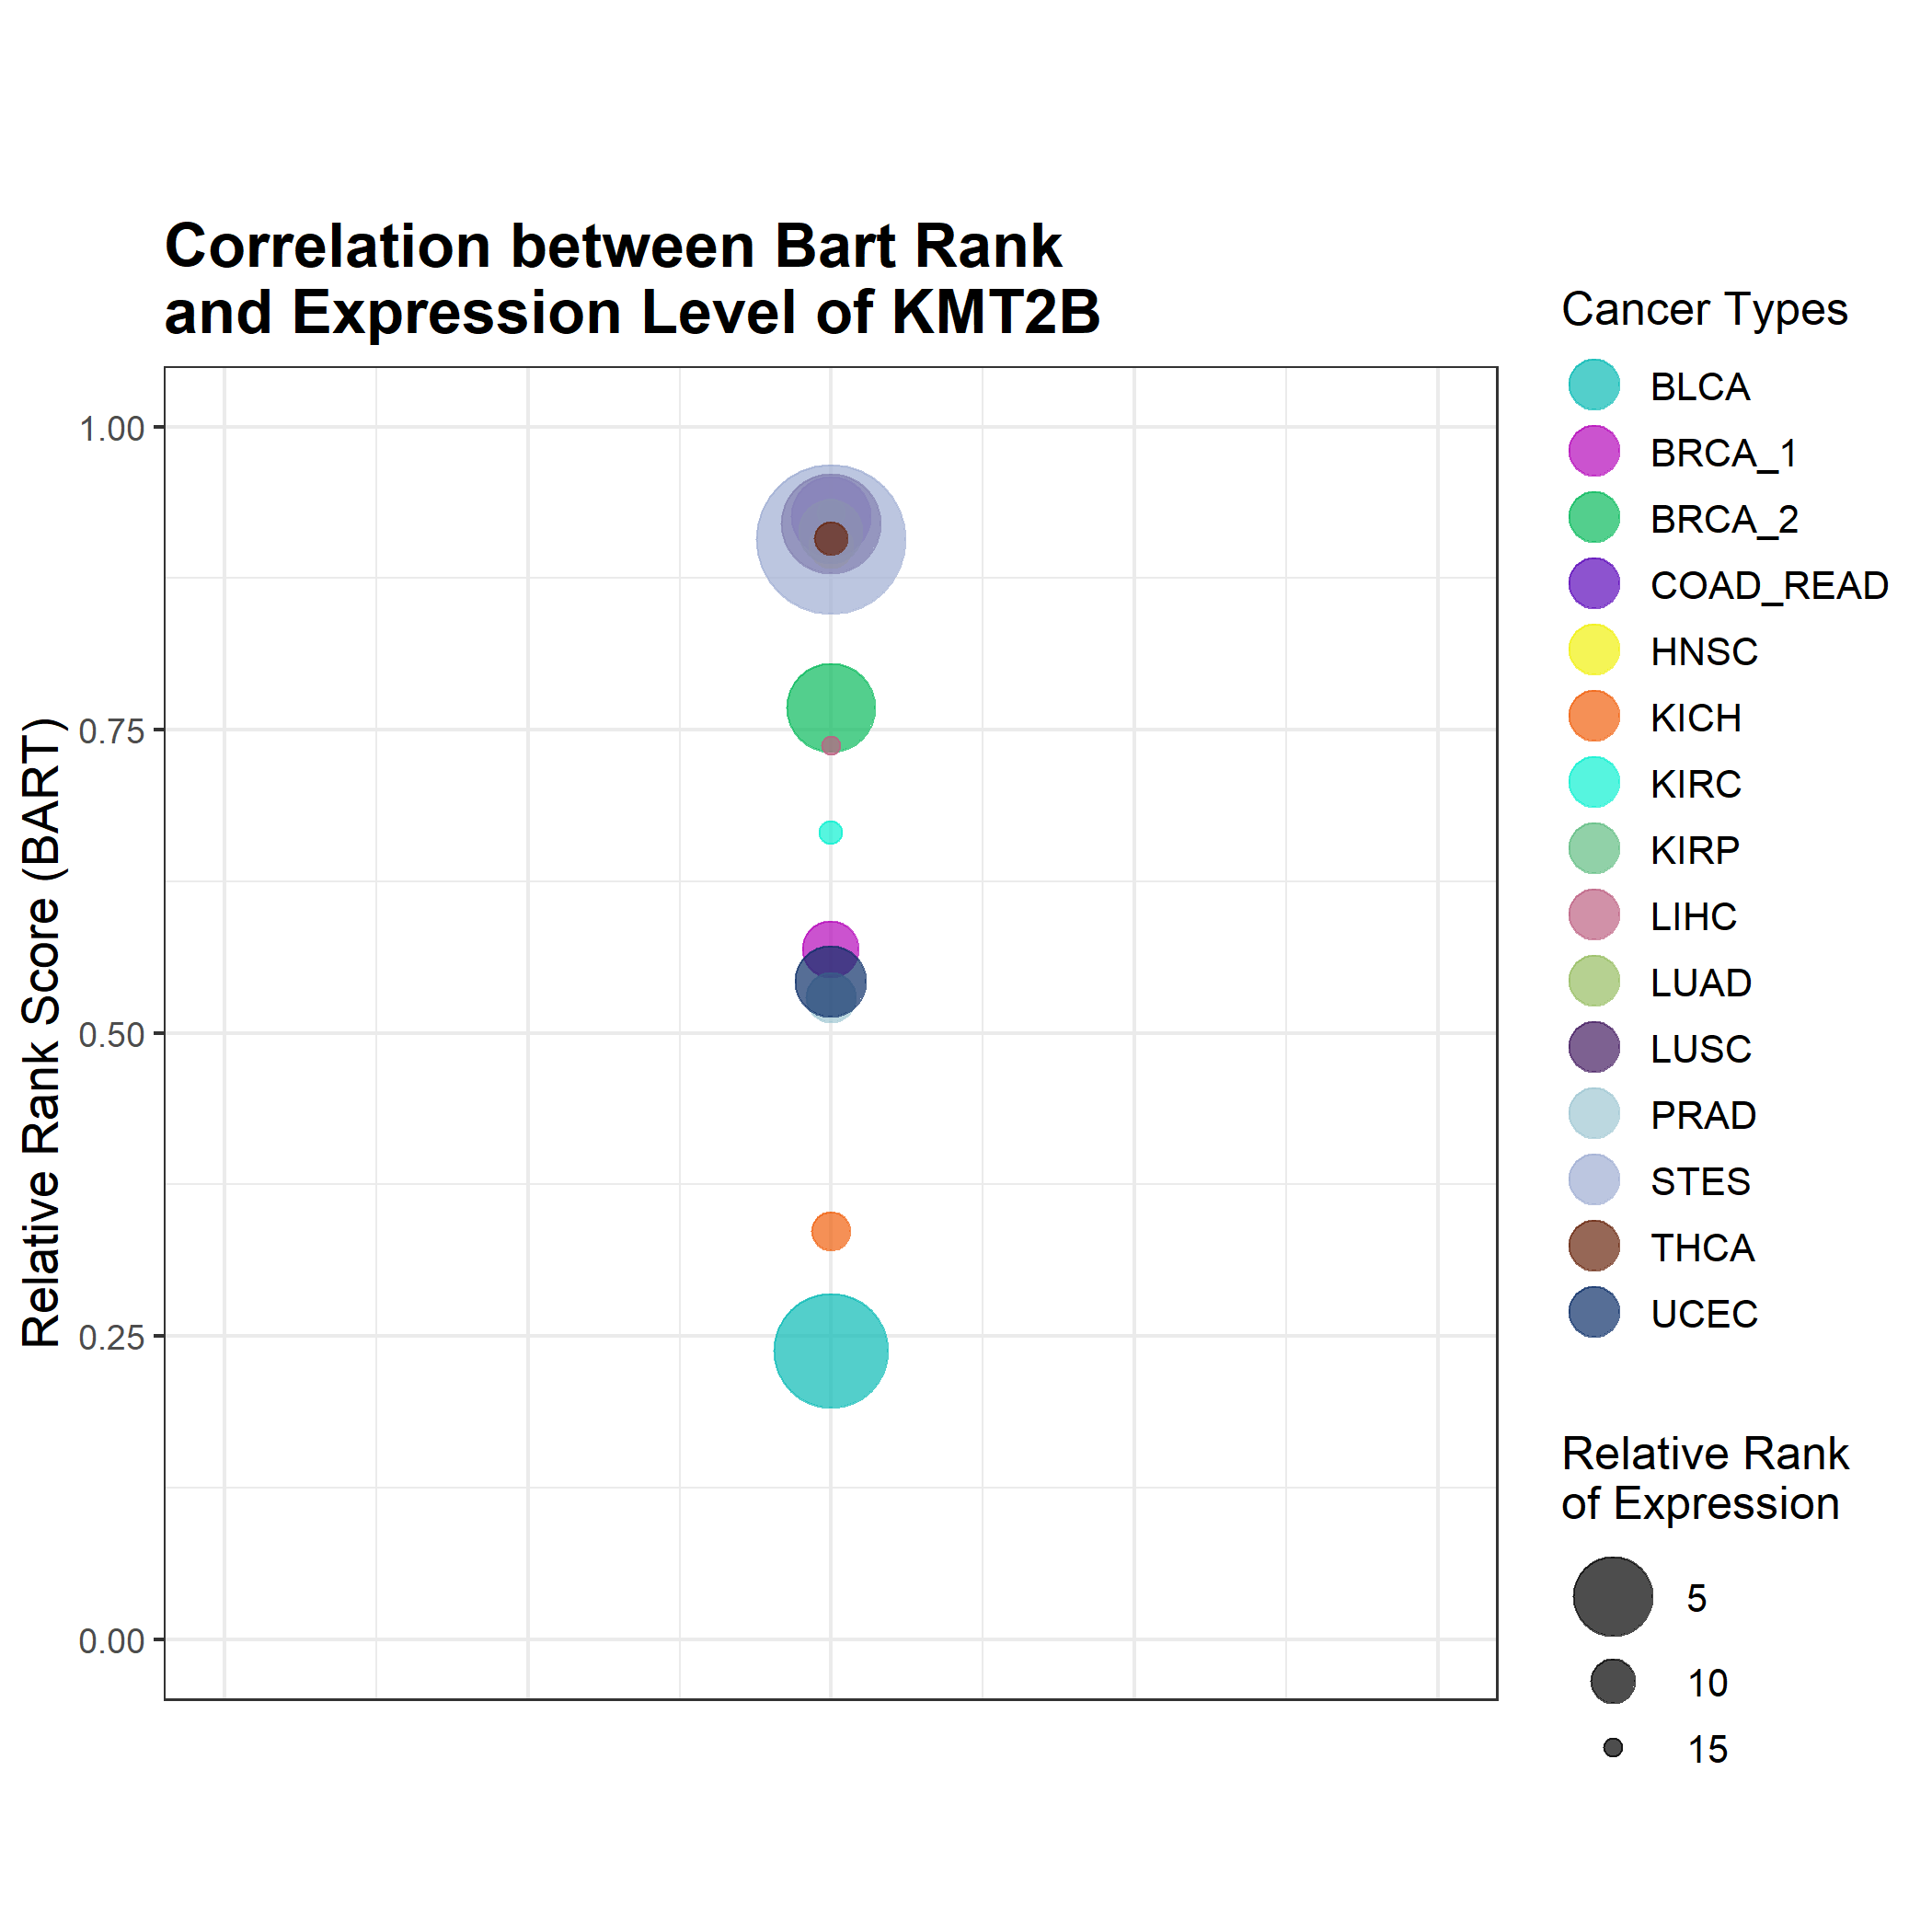 Correlation between Bart Rank
and Expression Level of KMT2B
Relative Rank Score (BART)
1.00
0.75
0.50
0.25
0.00
Cancer Types
BLCA
BRCA_1
BRCA_2
COAD_READ
HNSC
KICH
KIRC
KIRP
LIHC
LUAD
LUSC
PRAD
STES
THCA
UCEC
Relative Rank
of Expression
5
10
15